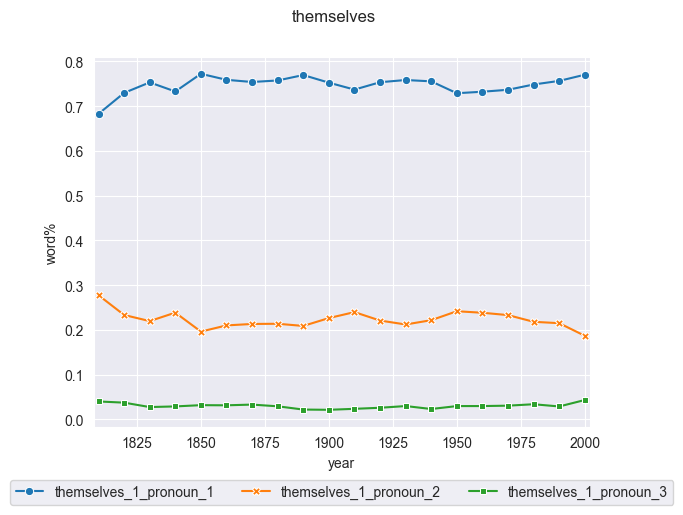 themselves
word%
0.8
0.7
0.6
0.5
0.4
0.3
0.2
0.1
0.0
1825 1850 1875 1900 1925 1950 1975 2000
year
themselves_1_pronoun_1 themselves_1_pronoun_2 themselves_1_pronoun_3